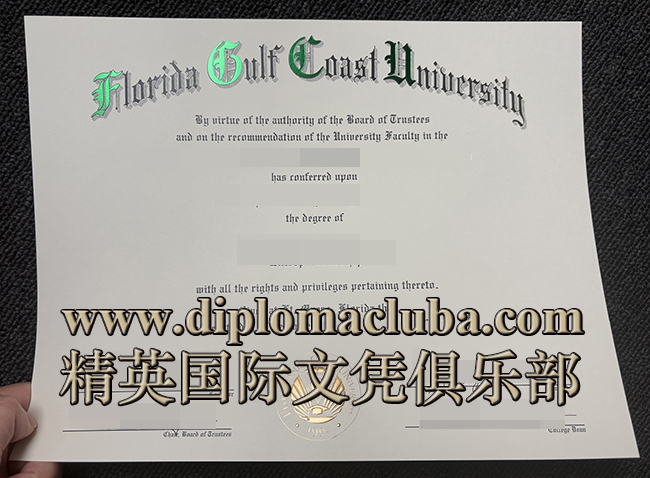 Florida Gulf Coast University
By virtue of the authority of the Board of Trustees
and on the recommendation of the University Faculty in the
has conferred upon
the degree of
with all the rights and privileges pertaining thereto.
Florida
www.diplomacluba.com
精英国际文凭俱乐部
Chair, Board of Trustees
College Dean